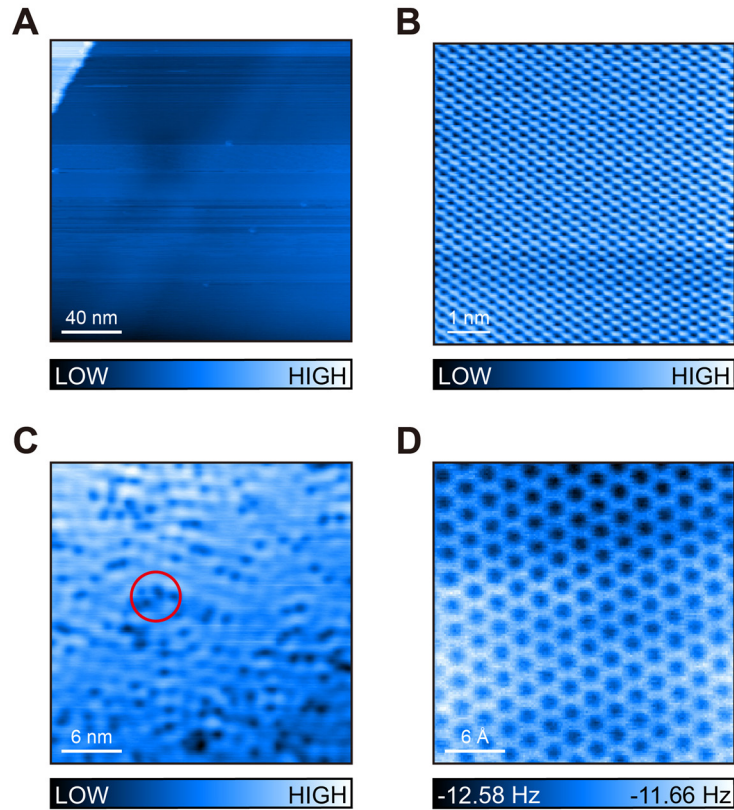 A
B
40 nm
1 nm
LOW HIGH
LOW HIGH
C
D
6 nm
6 Å
LOW HIGH
-12.58 Hz -11.66 Hz